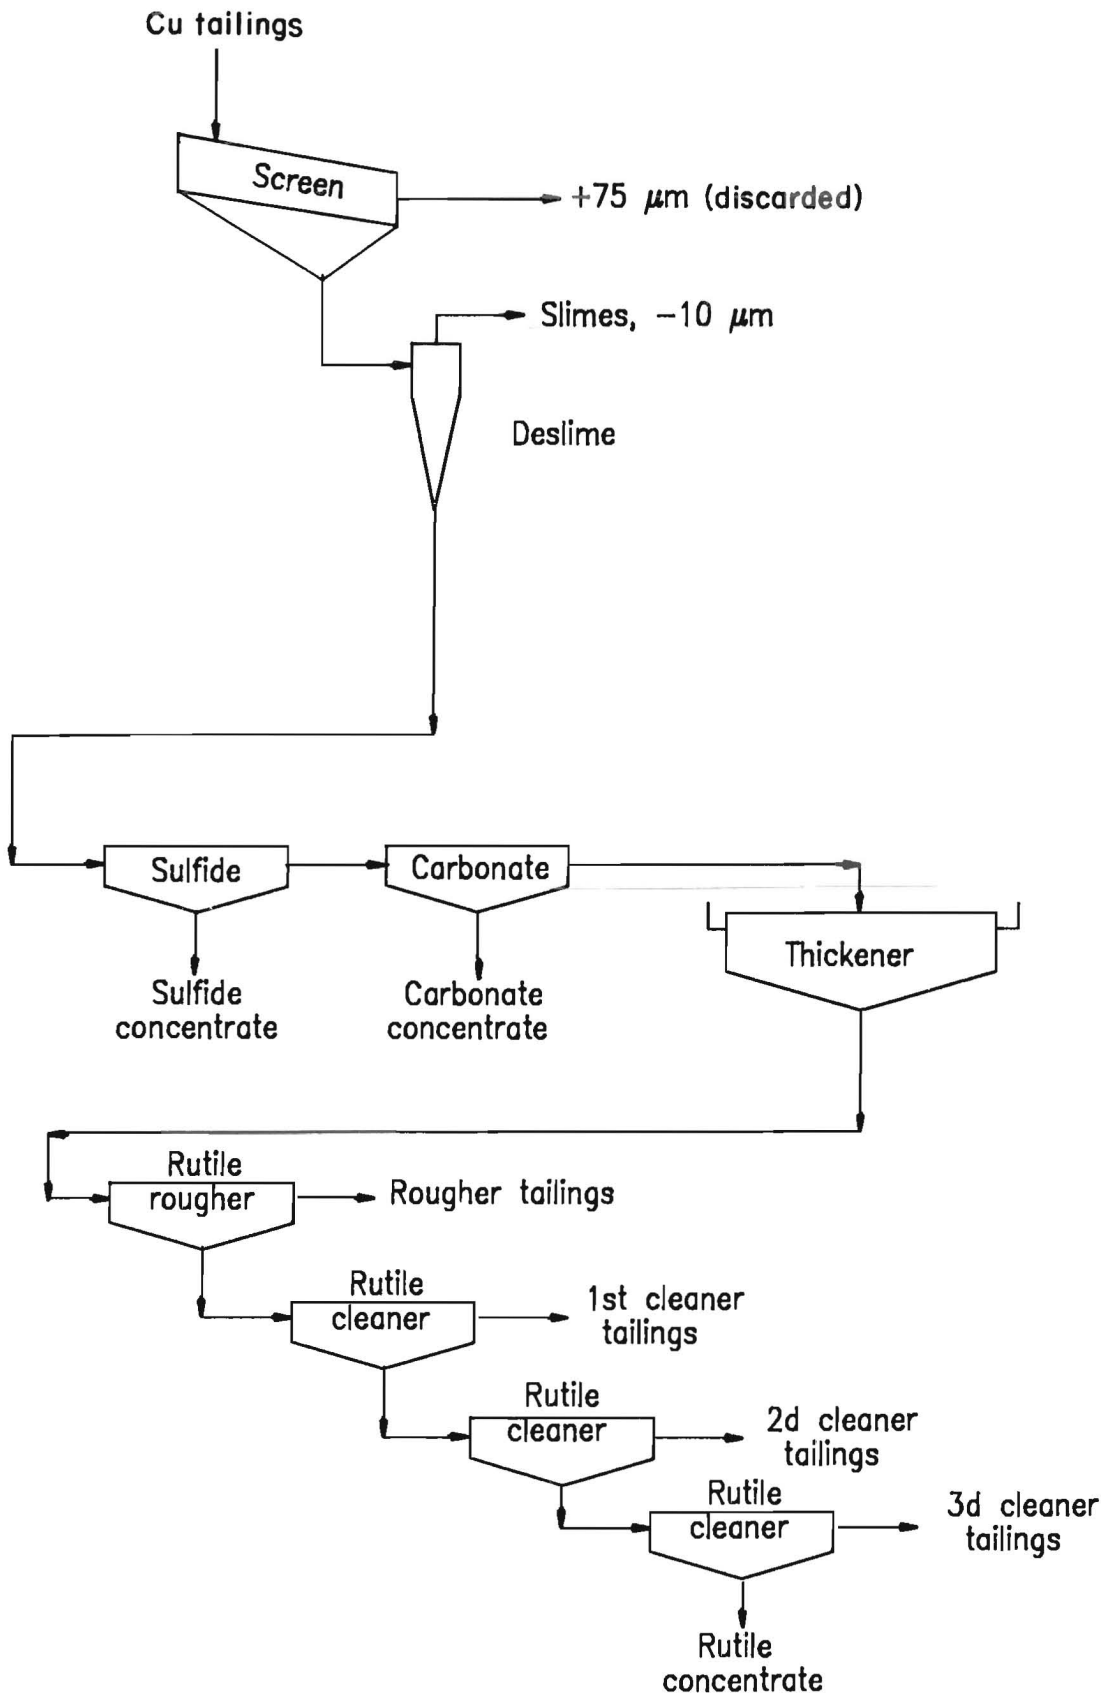 Cu tailings
Screen
+75 μm (discarded)
Slimes, -10 μm
Deslime
Sulfide
Carbonate
Thickener
Sulfide
concentrate
Carbonate
concentrate
Rutile
rougher
Rougher tailings
Rutile
cleaner
1st cleaner
tailings
Rutile
cleaner
2d cleaner
tailings
Rutile
cleaner
3d cleaner
tailings
Rutile
concentrate